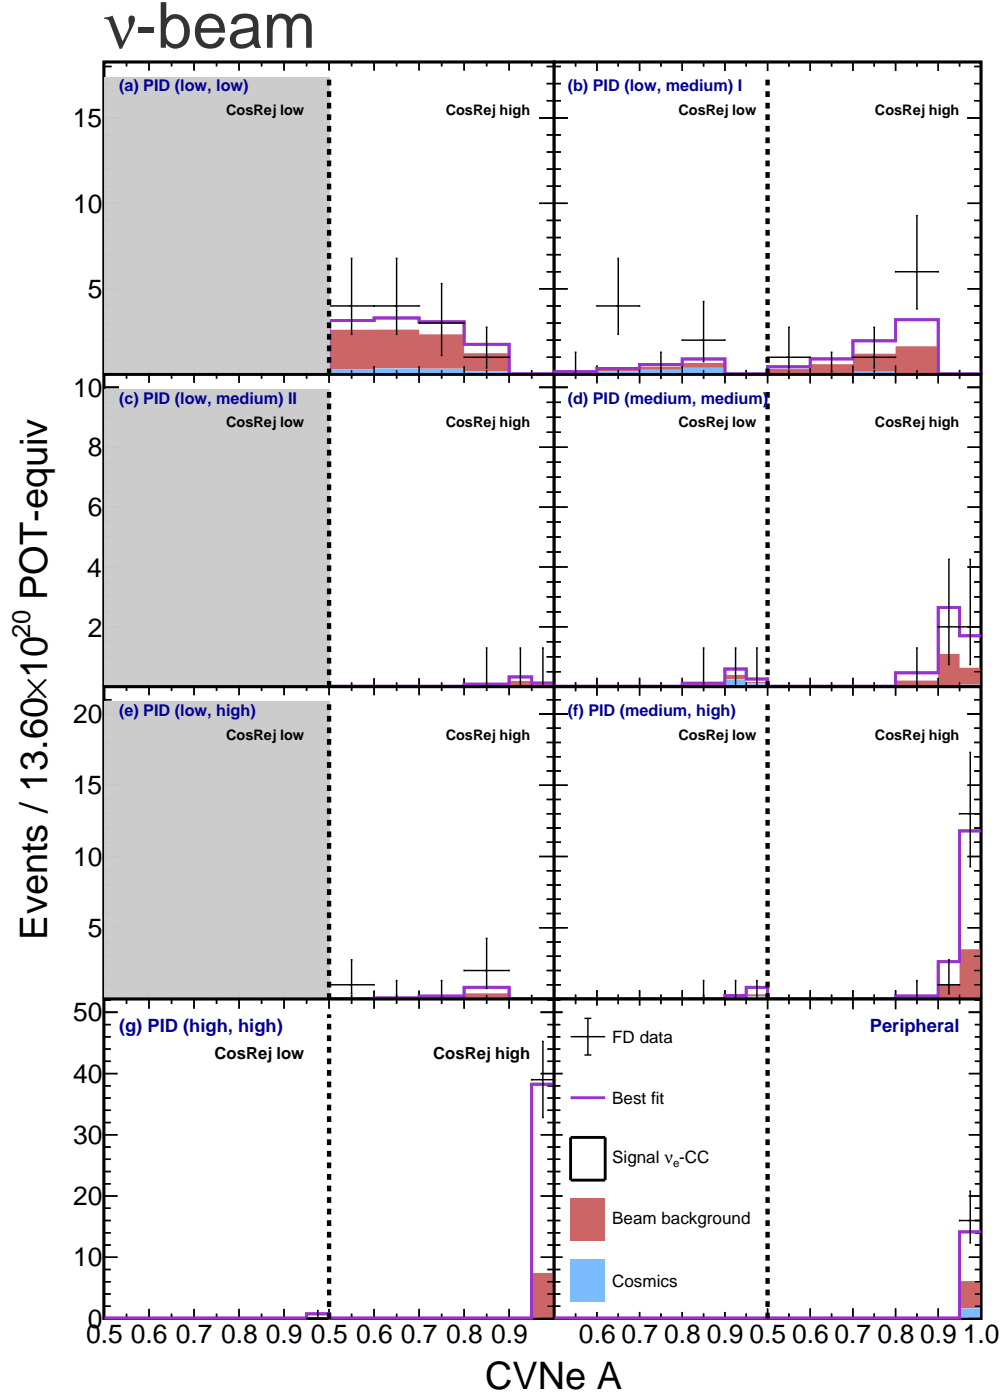 ν-beam
(a) PID (low, low)
CosRej low
CosRej high
(b) PID (low, medium) I
CosRej low
CosRej high
15
10
5
(c) PID (low, medium) II
CosRej low
CosRej high
(d) PID (medium, medium)
CosRej low
CosRej high
10
8
6
4
2
(e) PID (low, high)
CosRej low
CosRej high
(f) PID (medium, high)
CosRej low
CosRej high
20
15
10
5
(g) PID (high, high)
CosRej low
CosRej high
Peripheral
50
40
30
20
10
0
FD data
Best fit
Signal νe-CC
Beam background
Cosmics
0.5 0.6 0.7 0.8 0.9 0.5 0.6 0.7 0.8 0.9 0.6 0.7 0.8 0.9 0.5 0.6 0.7 0.8 0.9 1.0
CVNe A
Events / 13.60×10²⁰ POT-equiv